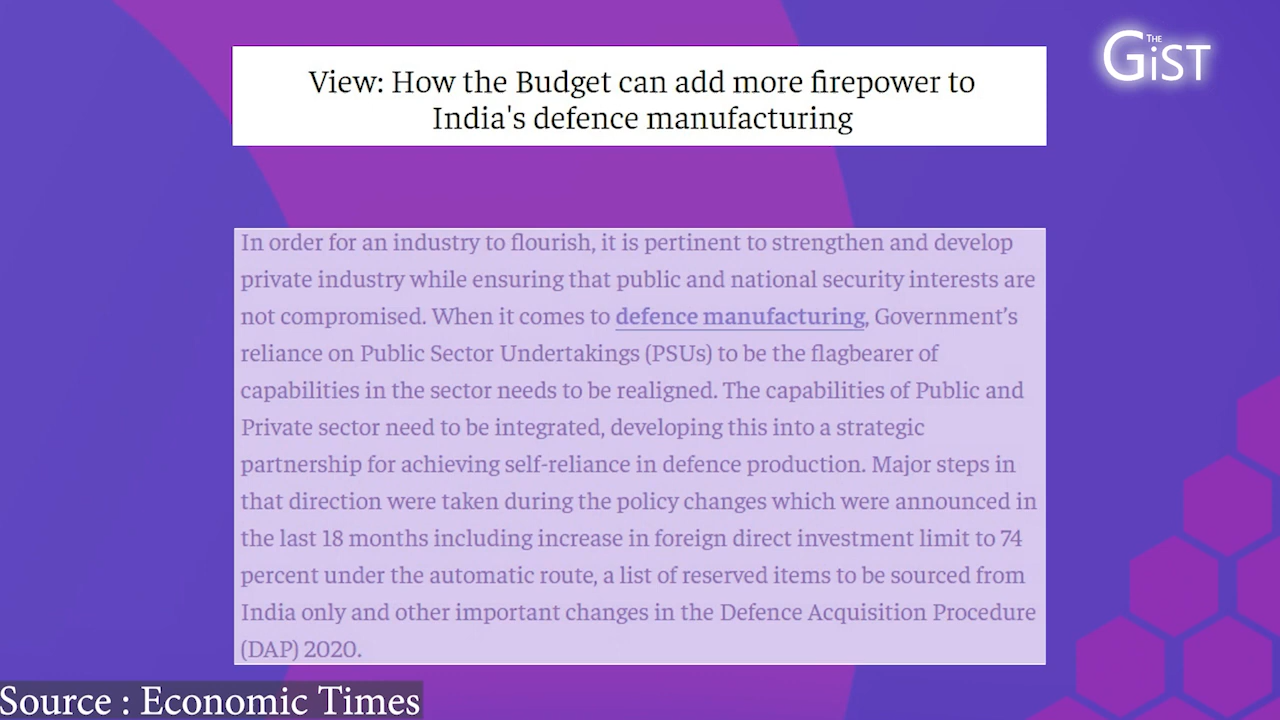 THE
GiST
View: How the Budget can add more firepower to
India's defence manufacturing
In order for an industry to flourish, it is pertinent to strengthen and develop
private industry while ensuring that public and national security interests are
not compromised. When it comes to defence manufacturing, Government’s
reliance on Public Sector Undertakings (PSUs) to be the flagbearer of
capabilities in the sector needs to be realigned. The capabilities of Public and
Private sector need to be integrated, developing this into a strategic
partnership for achieving self-reliance in defence production. Major steps in
that direction were taken during the policy changes which were announced in
the last 18 months including increase in foreign direct investment limit to 74
percent under the automatic route, a list of reserved items to be sourced from
India only and other important changes in the Defence Acquisition Procedure
(DAP) 2020.
Source : Economic Times